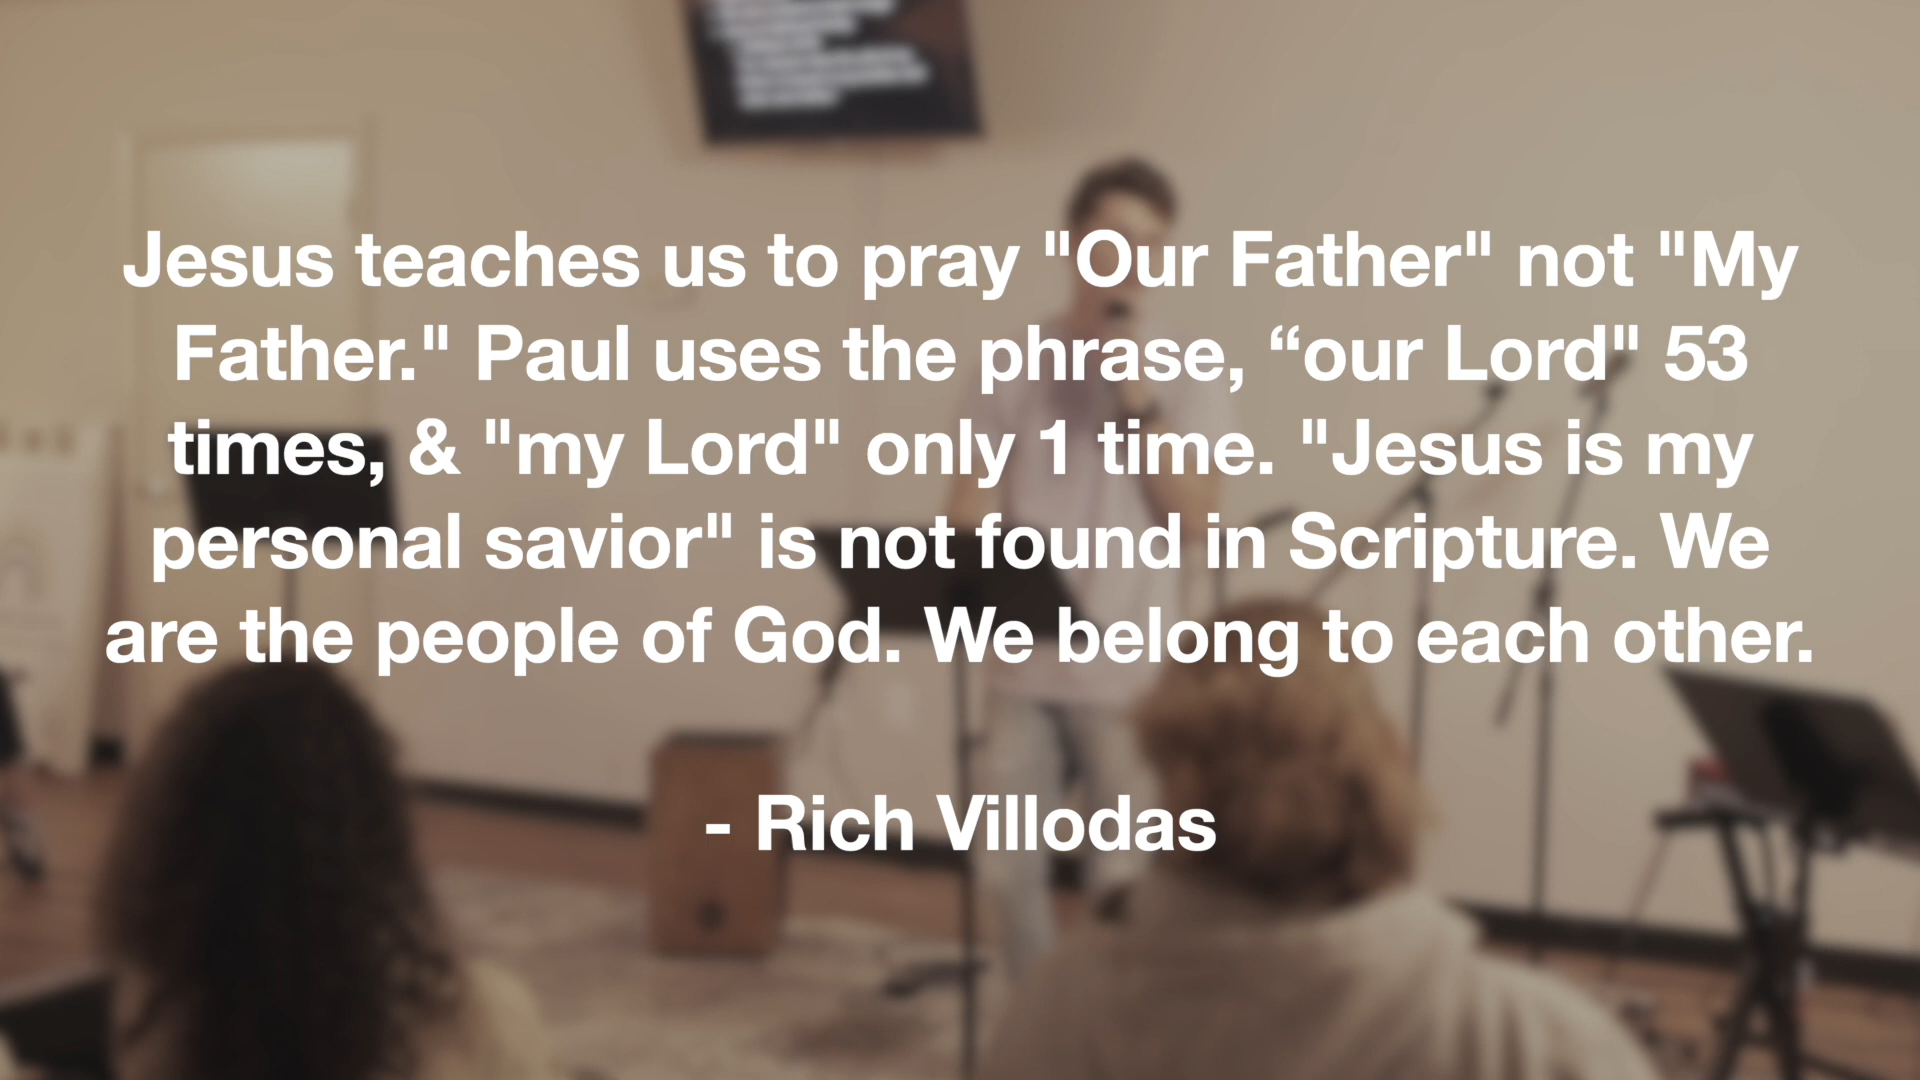 Jesus teaches us to pray "Our Father" not "My
Father." Paul uses the phrase, “our Lord" 53
times, & "my Lord" only 1 time. "Jesus is my
personal savior" is not found in Scripture. We
are the people of God. We belong to each other.
- Rich Villodas